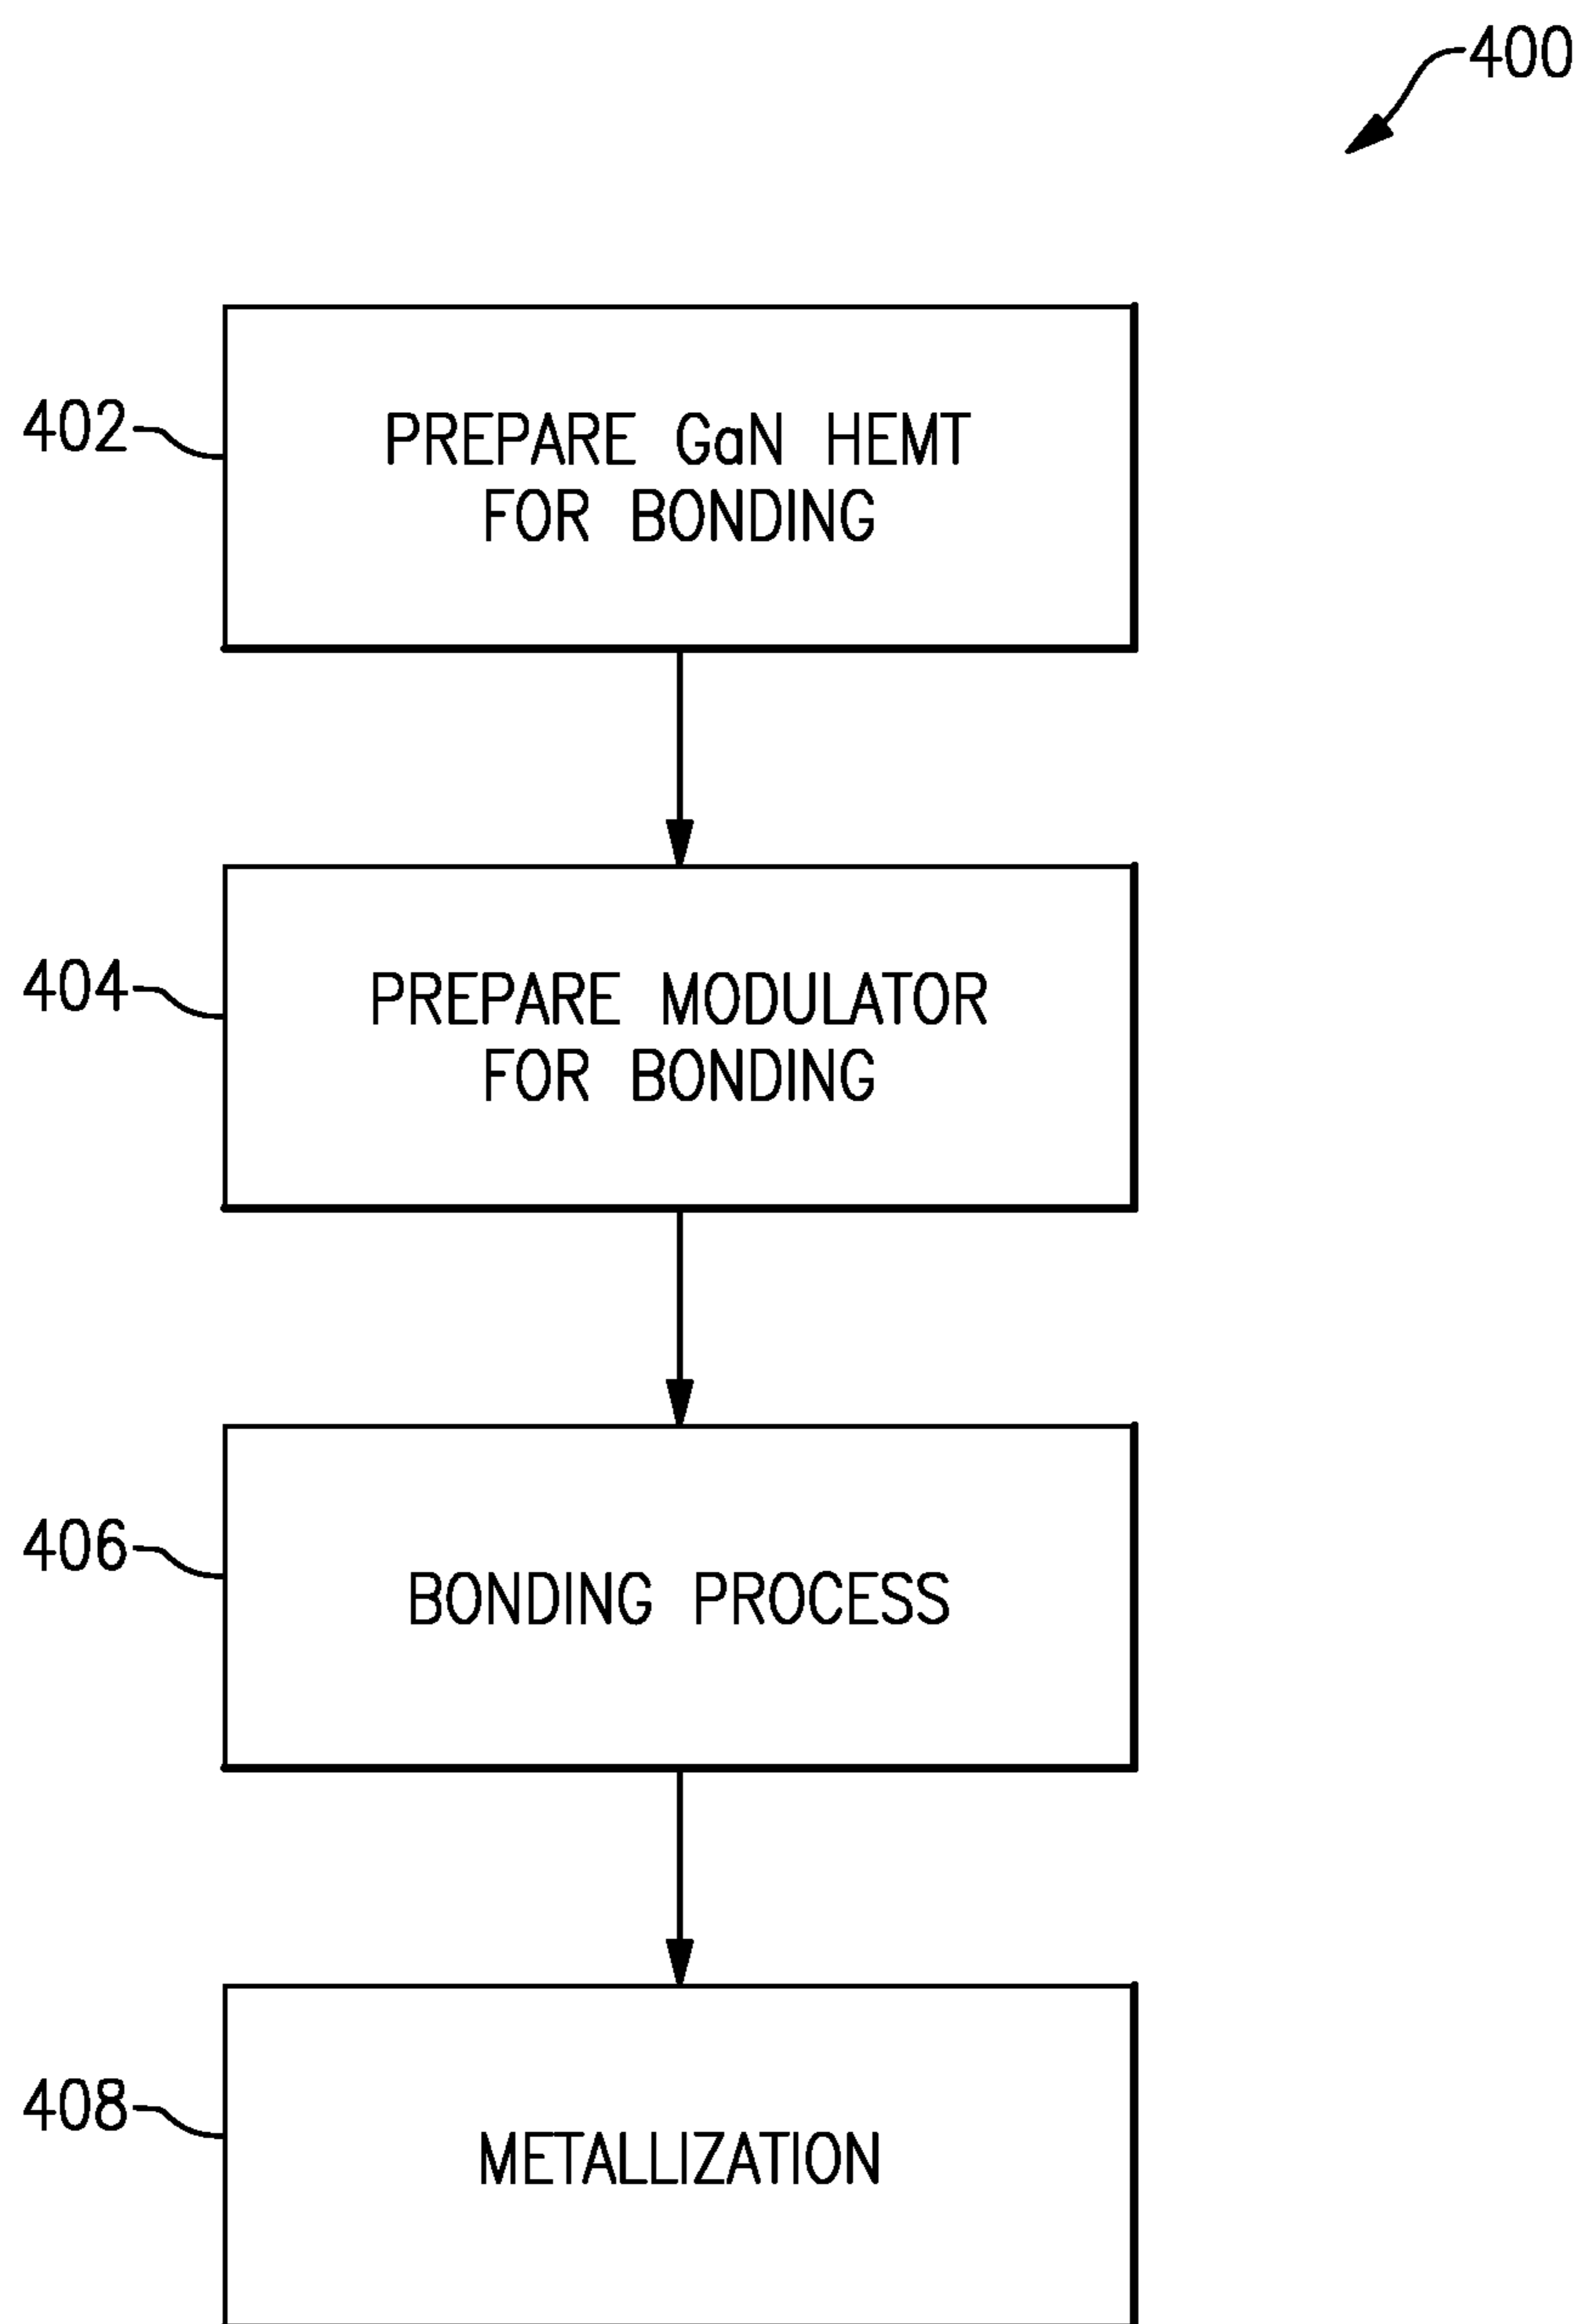 400
402
PREPARE GaN HEMT
FOR BONDING
404
PREPARE MODULATOR
FOR BONDING
406
BONDING PROCESS
408
METALLIZATION